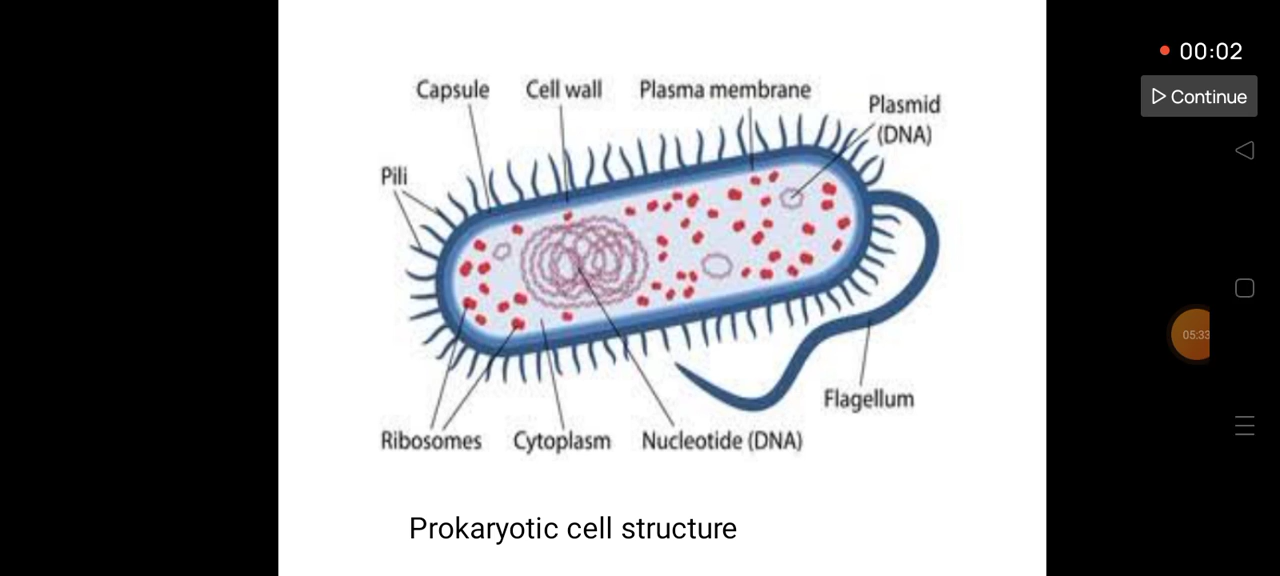 00:02
Continue
Capsule
Cell wall
Plasma membrane
Plasmid
(DNA)
Pili
05:33
Flagellum
Ribosomes
Cytoplasm
Nucleotide (DNA)
Prokaryotic cell structure